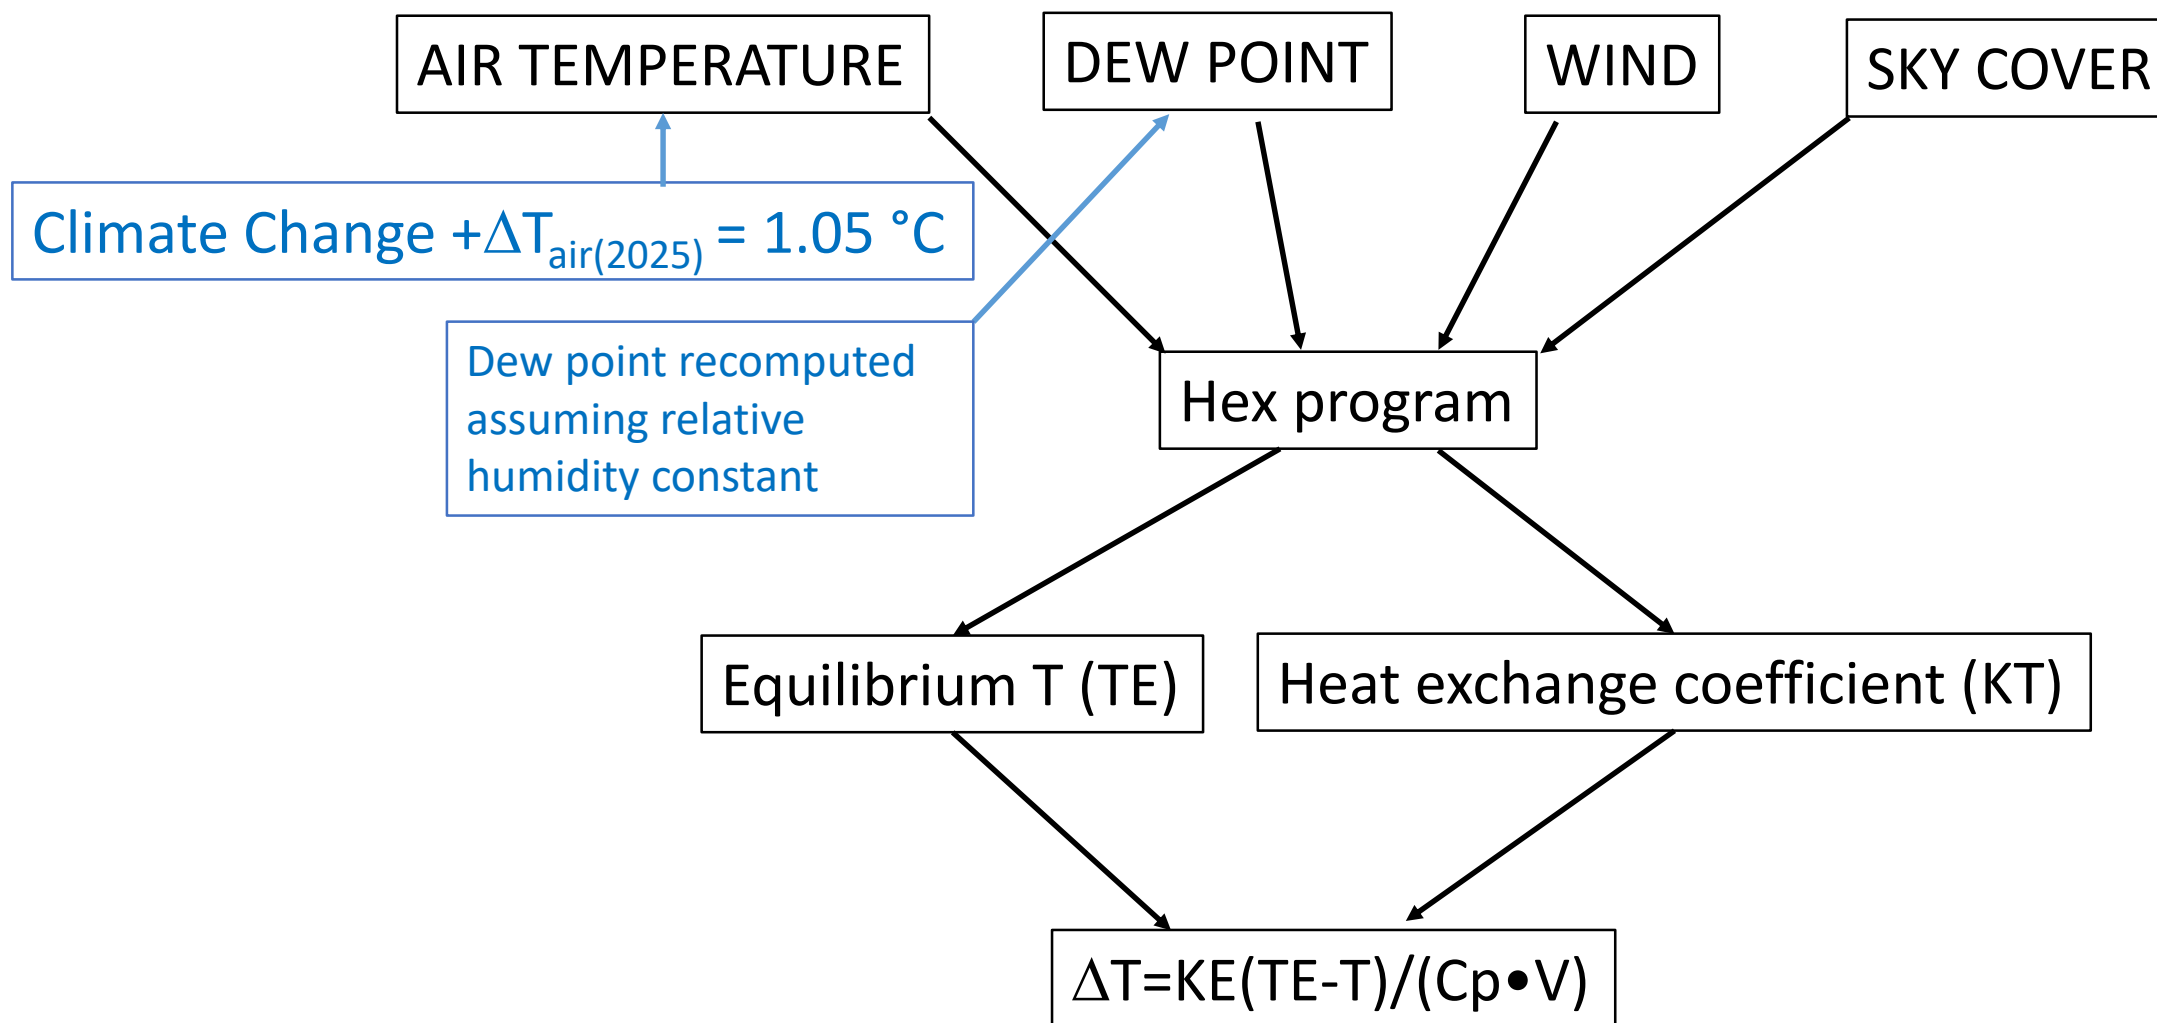 AIR TEMPERATURE
DEW POINT
WIND
SKY COVER
Climate Change +ΔTair(2025) = 1.05 °C
Dew point recomputed
assuming relative
humidity constant
Hex program
Equilibrium T (TE)
Heat exchange coefficient (KT)
ΔT=KE(TE-T)/(Cp•V)